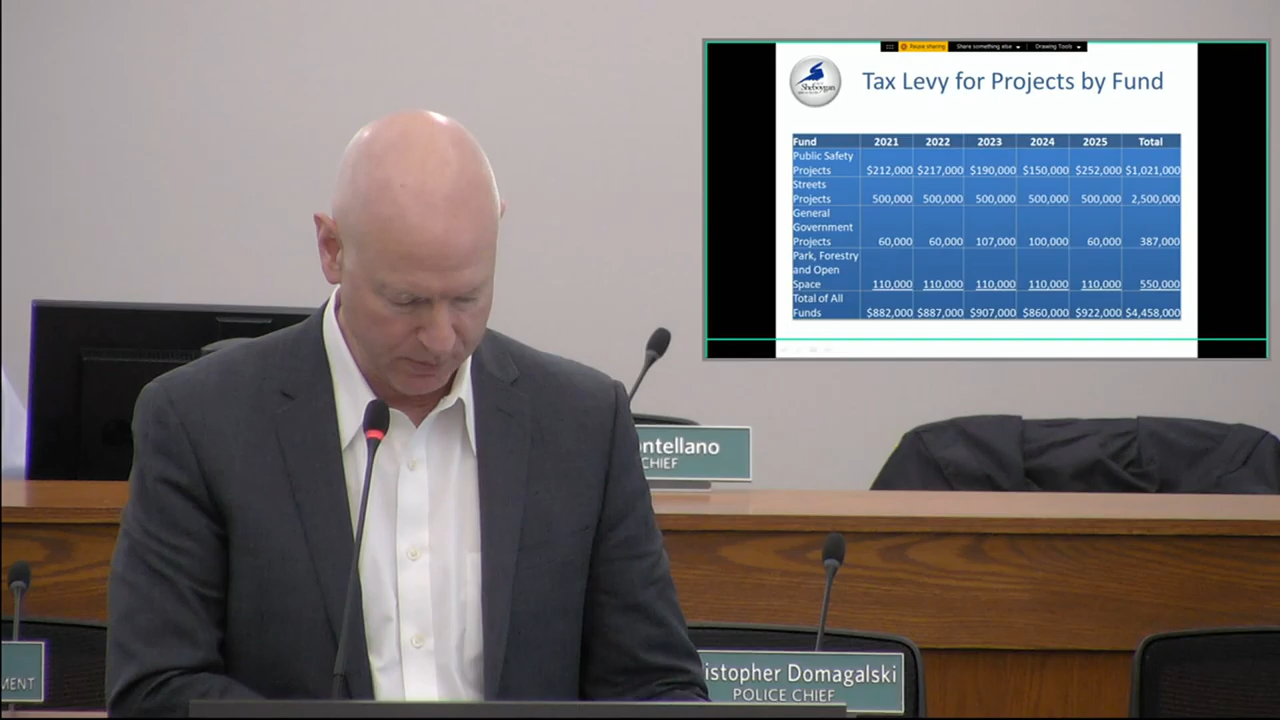 Pause sharing
Share something else
Drawing Tools
Sheboygan
Tax Levy for Projects by Fund
Fund 2021 2022 2023 2024 2025 Total
Public Safety
Projects $212,000 $217,000 $190,000 $150,000 $252,000 $1,021,000
Streets
Projects 500,000 500,000 500,000 500,000 500,000 2,500,000
General
Government
Projects 60,000 60,000 107,000 100,000 60,000 387,000
Park, Forestry
and Open
Space 110,000 110,000 110,000 110,000 110,000 550,000
Total of All
Funds $882,000 $887,000 $907,000 $860,000 $922,000 $4,458,000
ontellano
CHIEF
istopher Domagalski
POLICE CHIEF
MENT